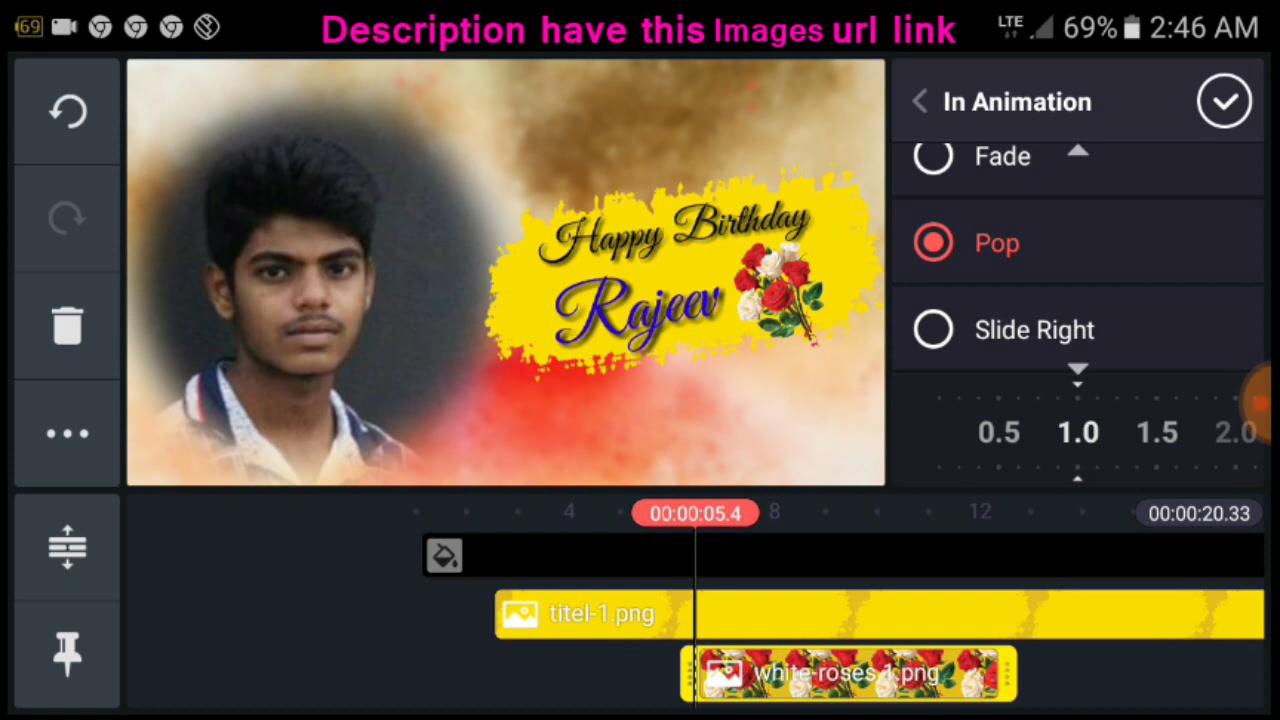 69
Description have this Images url link
LTE 69% 2:46 AM
In Animation
Fade
Pop
Slide Right
0.5 1.0 1.5 2.0
Happy Birthday
Rajeev
4 00:00:05.4 8 12 00:00:20.33
titel-1.png
white-roses-1.png